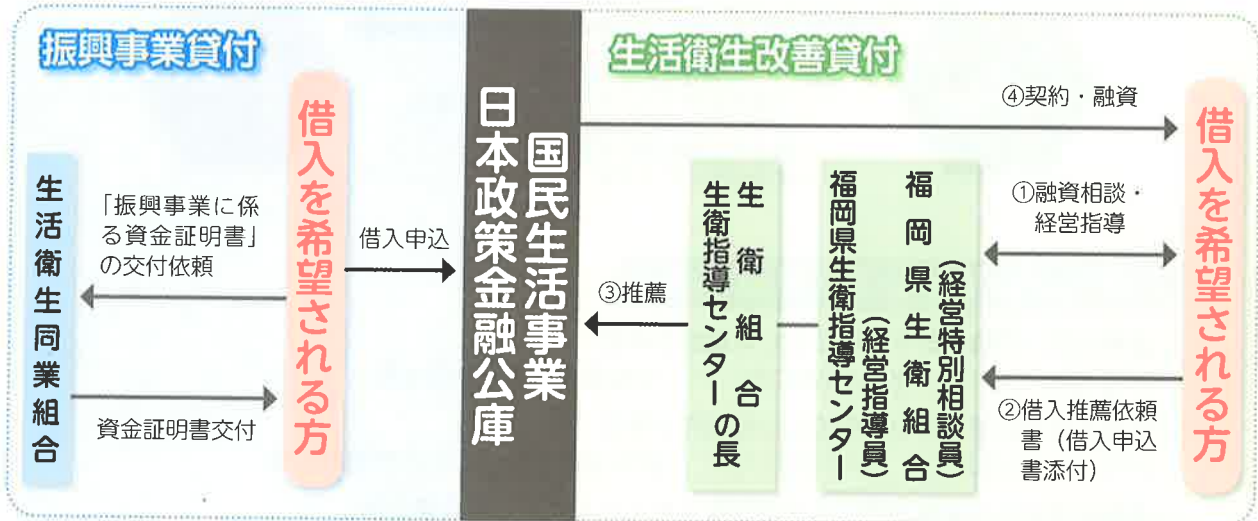 振興事業貸付
生活衛生同業組合
「振興事業に係
る資金証明書」
の交付依頼
資金証明書交付
借入を希望される方
借入申込
国民生活事業
日本政策金融公庫
生活衛生改善貸付
④契約・融資
③推薦
生衛組合
生衛指導センターの長
福岡県生衛組合
(経営特別相談員)
福岡県生衛指導センター
(経営指導員)
①融資相談・
経営指導
②借入推薦依頼
書（借入申込
書添付）
借入を希望される方